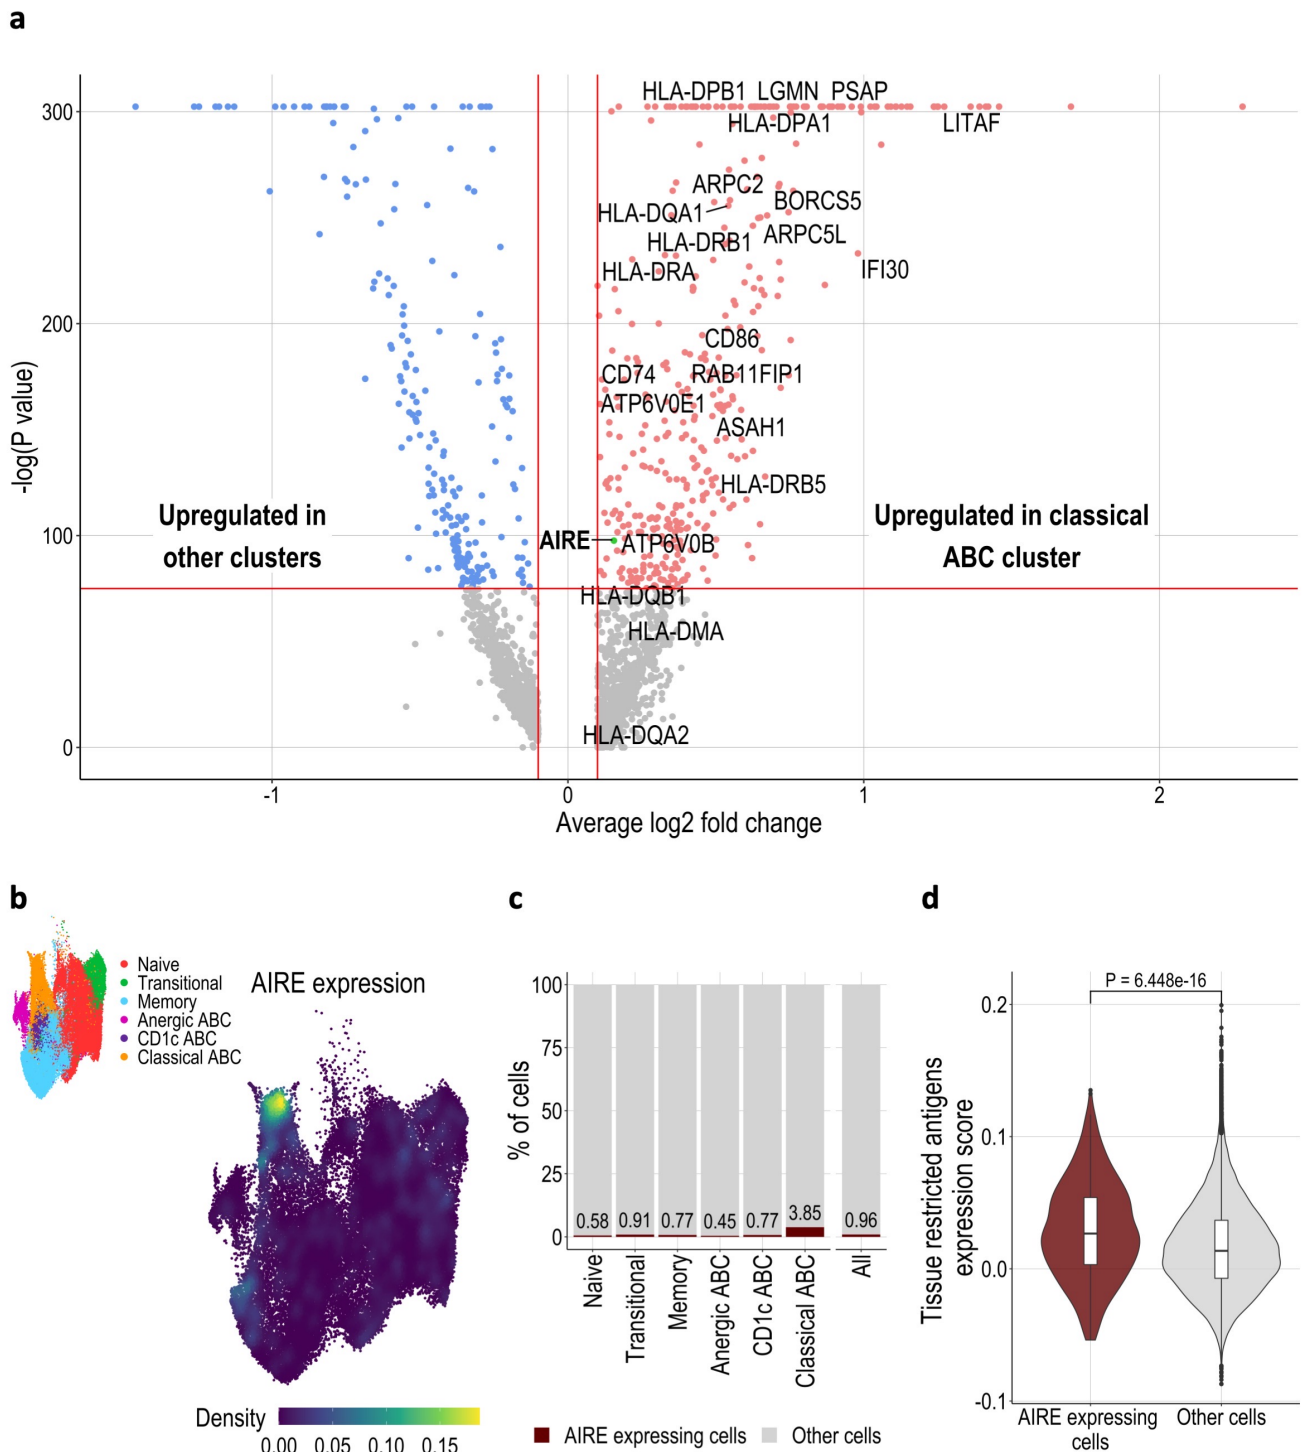 a
-log(P value)
300
200
100
0
HLA-DPB1 LGMN PSAP
HLA-DPA1 LITAF
ARPC2
BORCS5
HLA-DQA1
ARPC5L
HLA-DRB1
IFI30
HLA-DRA
CD86
CD74 RAB11FIP1
ATP6V0E1
ASAH1
HLA-DRB5
Upregulated in
other clusters
Upregulated in classical
ABC cluster
AIRE
ATP6V0B
HLA-DQB1
HLA-DMA
HLA-DQA2
-1 0 1 2
Average log2 fold change
b
Naive
Transitional
Memory
Anergic ABC
CD1c ABC
Classical ABC
AIRE expression
Density
0.00 0.05 0.10 0.15
c
% of cells
100
75
50
25
0
0.58 0.91 0.77 0.45 0.77 3.85 0.96
Naive
Transitional
Memory
Anergic ABC
CD1c ABC
Classical ABC
All
AIRE expressing cells Other cells
d
Tissue restricted antigens
expression score
P = 6.448e-16
0.2
0.1
0.0
-0.1
AIRE expressing
cells
Other cells